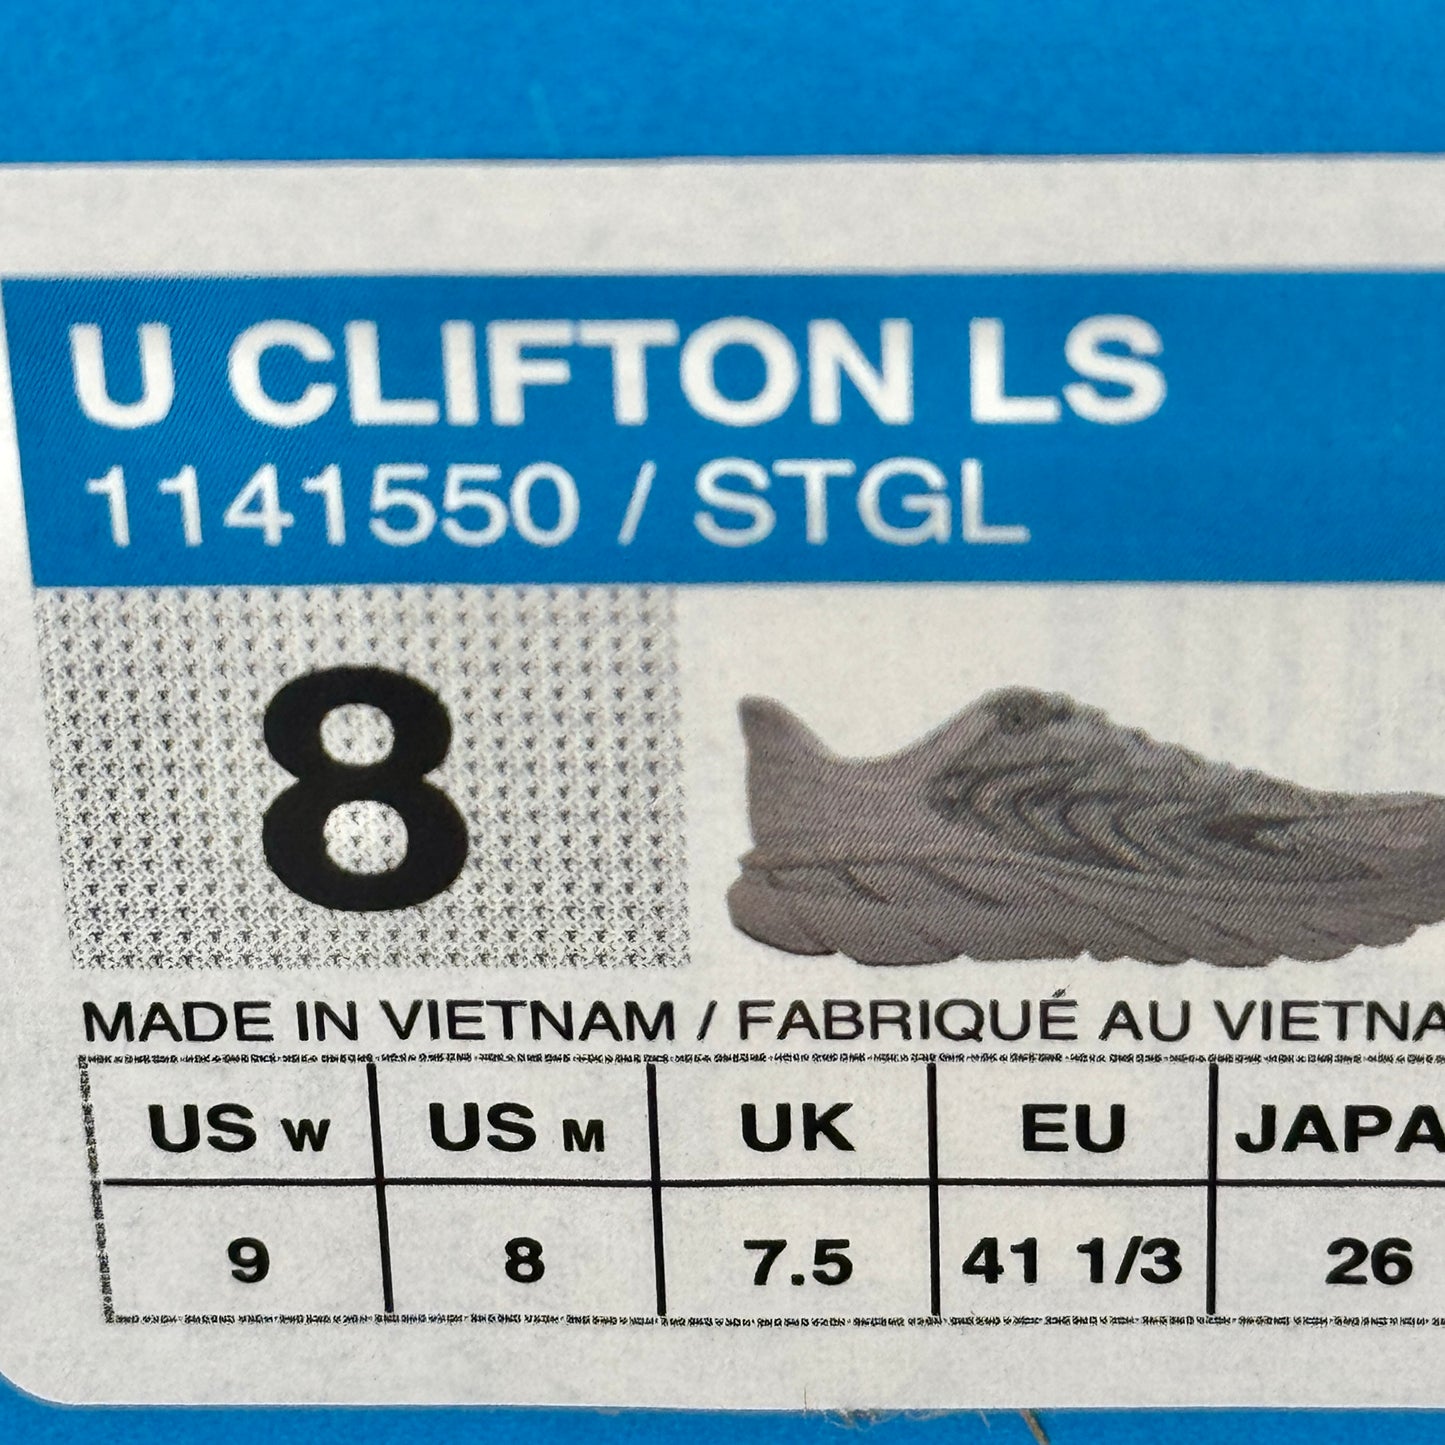 U CLIFTON LS
1141550 / STGL
8
MADE IN VIETNAM / FABRIQUÉ AU VIETNA
US W US M UK EU JAPA
9 8 7.5 41 1/3 26